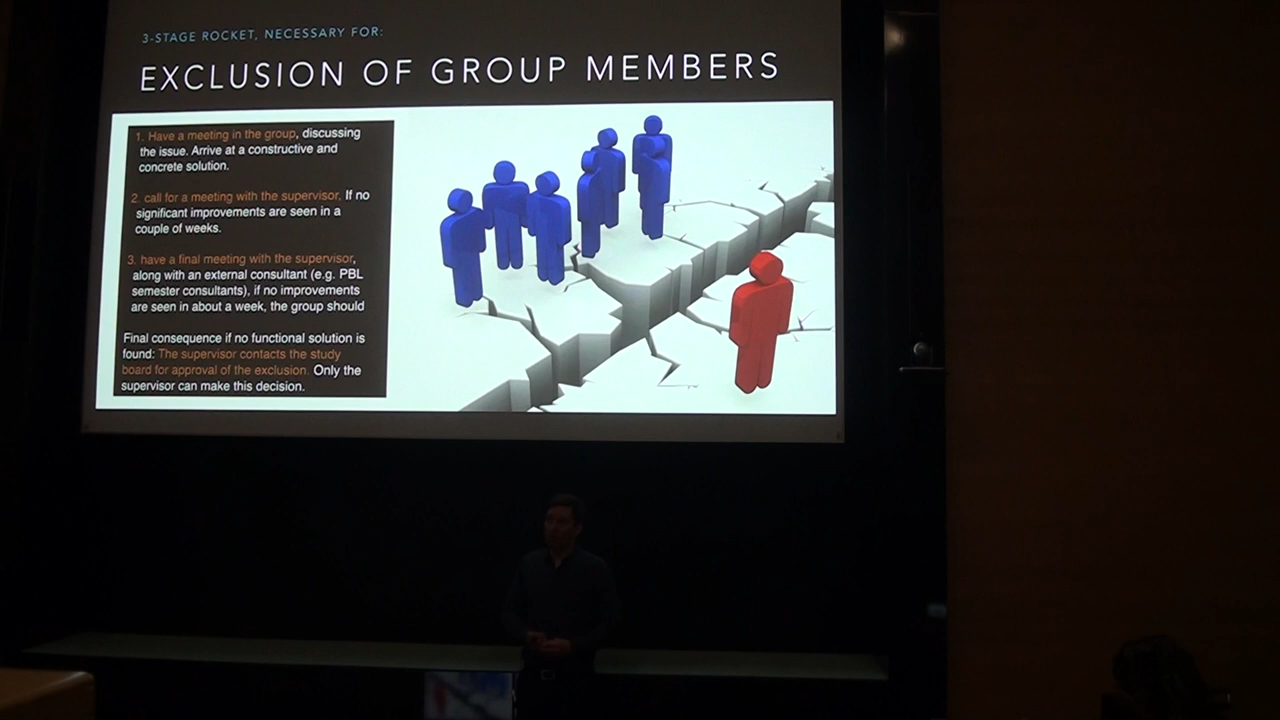 3-STAGE ROCKET, NECESSARY FOR:
EXCLUSION OF GROUP MEMBERS
1. Have a meeting in the group, discussing
the issue. Arrive at a constructive and
concrete solution.
2. call for a meeting with the supervisor. If no
significant improvements are seen in a
couple of weeks.
3. have a final meeting with the supervisor,
along with an external consultant (e.g. PBL
semester consultants), if no improvements
are seen in about a week, the group should
Final consequence if no functional solution is
found: The supervisor contacts the study
board for approval of the exclusion. Only the
supervisor can make this decision.